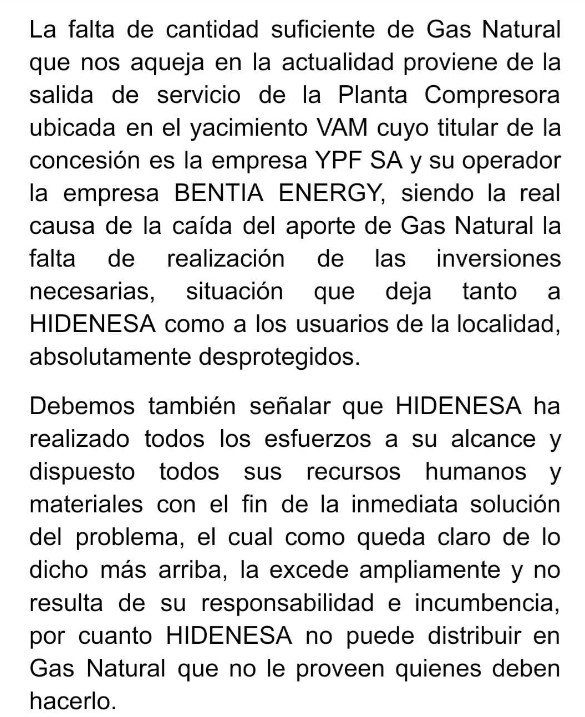 La falta de cantidad suficiente de Gas Natural
que nos aqueja en la actualidad proviene de la
salida de servicio de la Planta Compresora
ubicada en el yacimiento VAM cuyo titular de la
concesión es la empresa YPF SA y su operador
la empresa BENTIA ENERGY, siendo la real
causa de la caída del aporte de Gas Natural la
falta de realización de las inversiones
necesarias, situación que deja tanto a
HIDENESA como a los usuarios de la localidad,
absolutamente desprotegidos.
Debemos también señalar que HIDENESA ha
realizado todos los esfuerzos a su alcance y
dispuesto todos sus recursos humanos y
materiales con el fin de la inmediata solución
del problema, el cual como queda claro de lo
dicho más arriba, la excede ampliamente y no
resulta de su responsabilidad e incumbencia,
por cuanto HIDENESA no puede distribuir en
Gas Natural que no le proveen quienes deben
hacerlo.